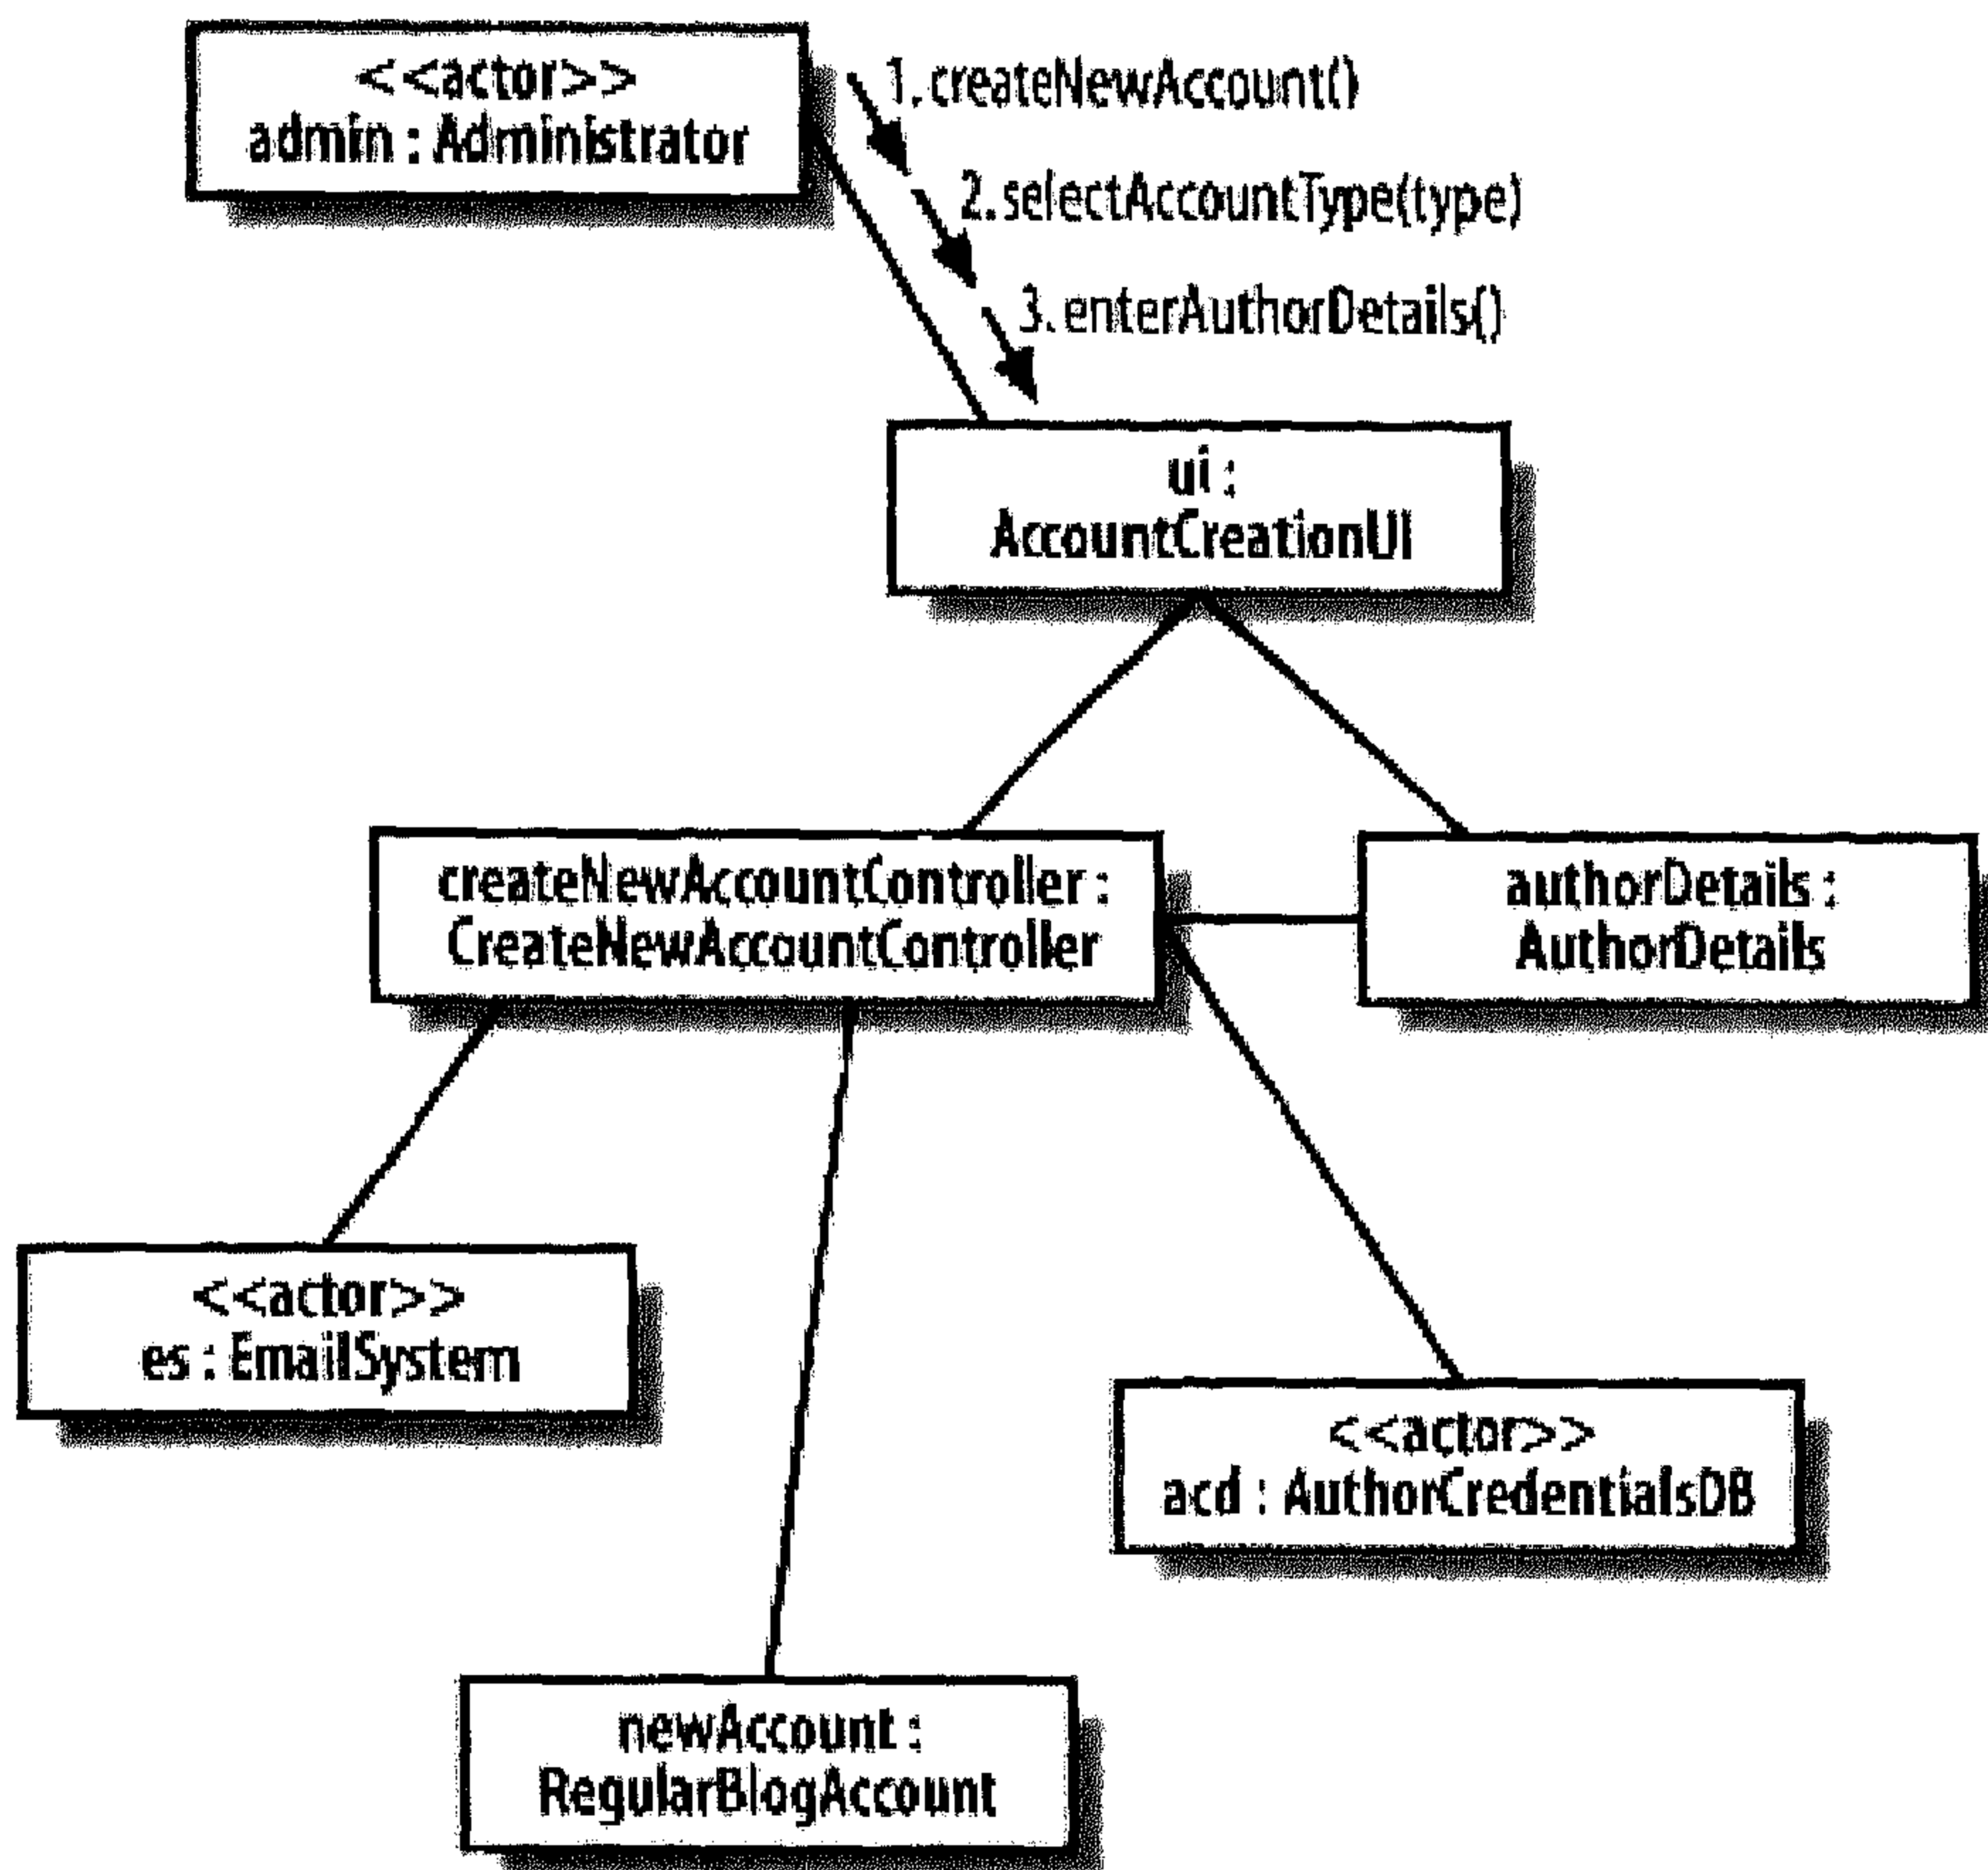 <<actor>>
admin : Administrator
1. createNewAccount()
2. selectAccountType(type)
3. enterAuthorDetails()
ui :
AccountCreationUI
createNewAccountController :
CreateNewAccountController
authorDetails :
AuthorDetails
<<actor>>
es : EmailSystem
<<actor>>
acd : AuthorCredentialsDB
newAccount :
RegularBlogAccount